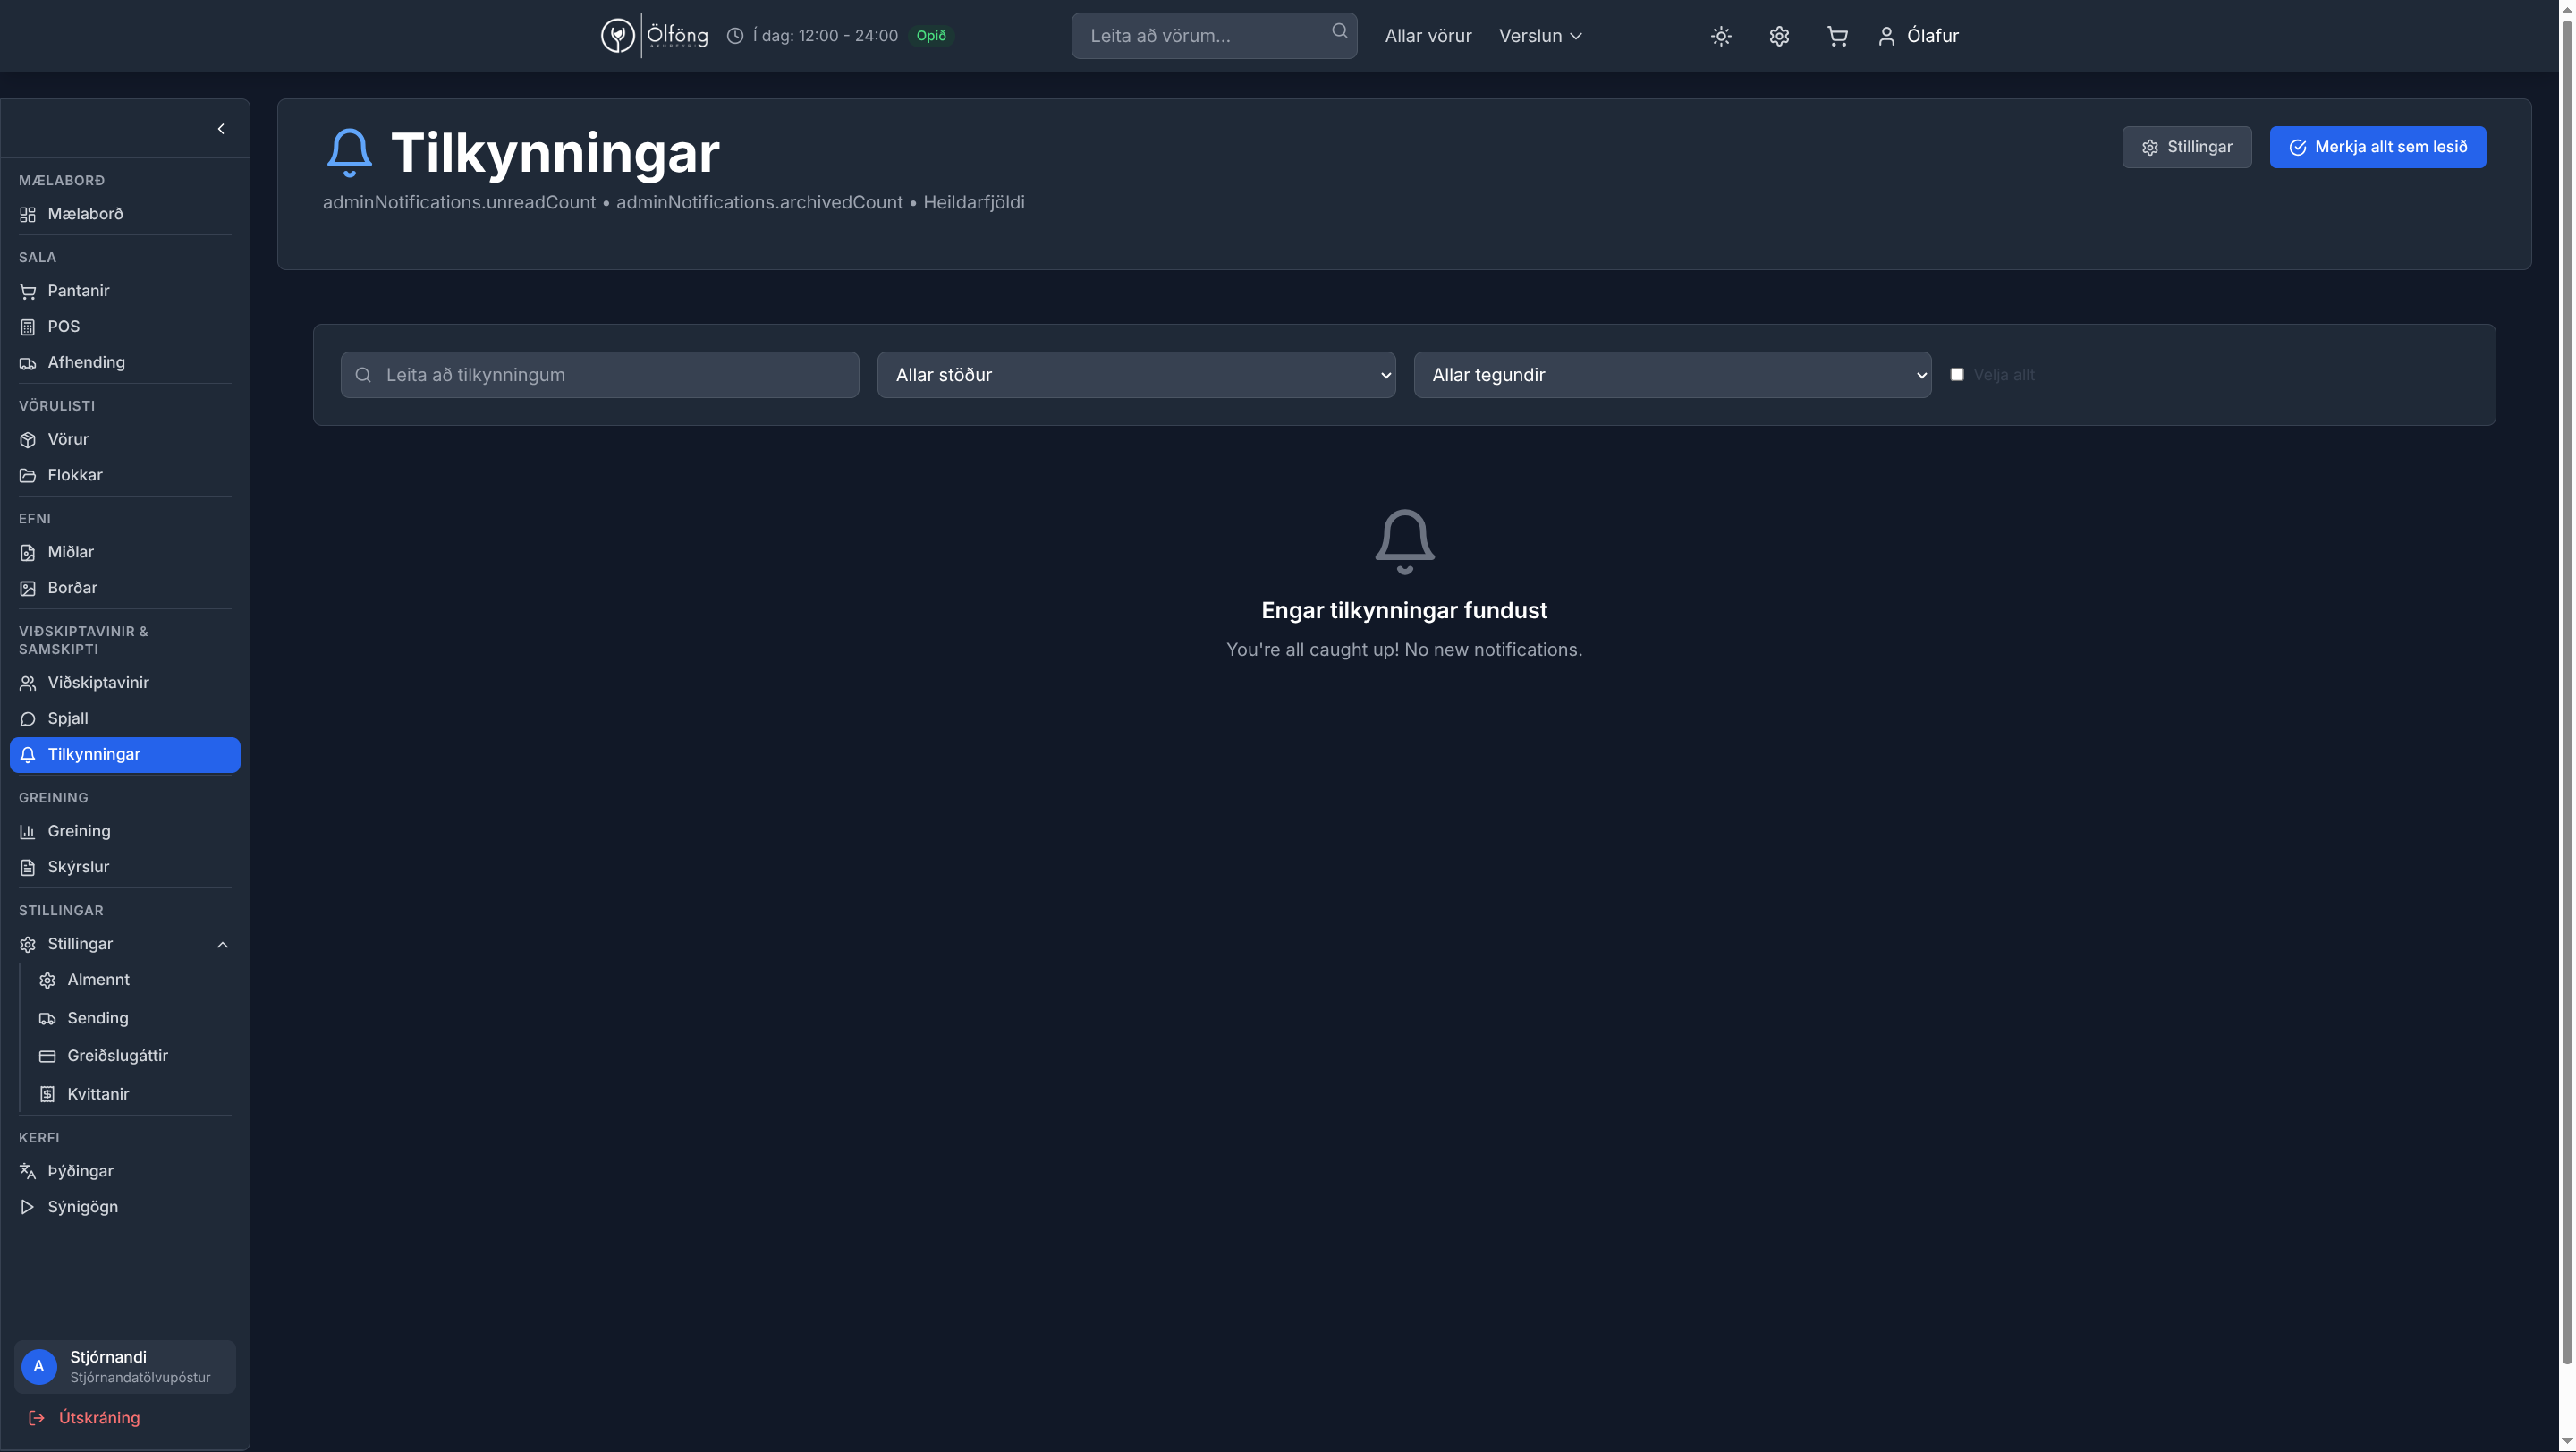 Ölföng
AKUREYRI
Í dag: 12:00 - 24:00
Opið
Leita að vörum...
Allar vörur
Verslun
Ólafur
MÆLABORÐ
Mælaborð
SALA
Pantanir
POS
Afhending
VÖRULISTI
Vörur
Flokkar
EFNI
Miðlar
Borðar
VIÐSKIPTAVINIR &
SAMSKIPTI
Viðskiptavinir
Spjall
Tilkynningar
GREINING
Greining
Skýrslur
STILLINGAR
Stillingar
Almennt
Sending
Greiðslugáttir
Kvittanir
KERFI
Þýðingar
Sýnigögn
A
Stjórnandi
Stjórnandatölvupóstur
Útskráning
Tilkynningar
adminNotifications.unreadCount • adminNotifications.archivedCount • Heildarfjöldi
Stillingar
Merkja allt sem lesið
Leita að tilkynningum
Allar stöður
Allar tegundir
Velja allt
Engar tilkynningar fundust
You're all caught up! No new notifications.